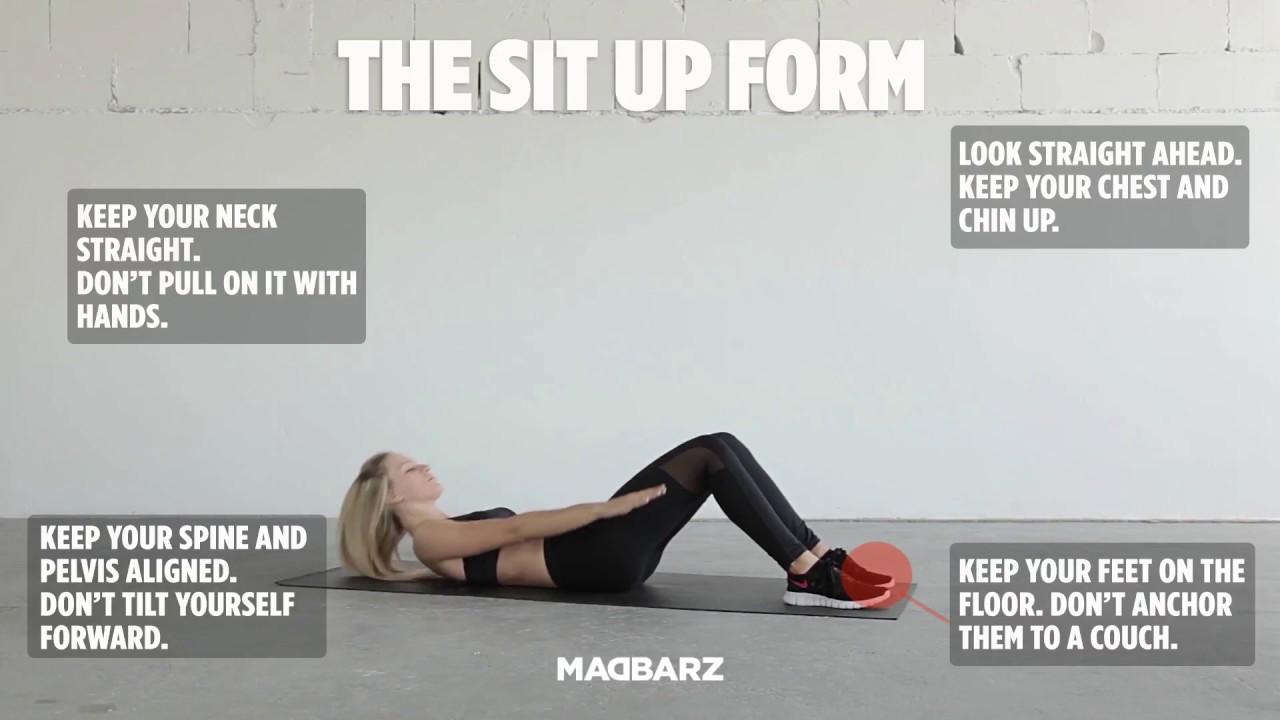 THE SIT UP FORM
LOOK STRAIGHT AHEAD.
KEEP YOUR CHEST AND
CHIN UP.
KEEP YOUR NECK
STRAIGHT.
DON'T PULL ON IT WITH
HANDS.
KEEP YOUR SPINE AND
PELVIS ALIGNED.
DON'T TILT YOURSELF
FORWARD.
KEEP YOUR FEET ON THE
FLOOR. DON'T ANCHOR
THEM TO A COUCH.
MADBARZ